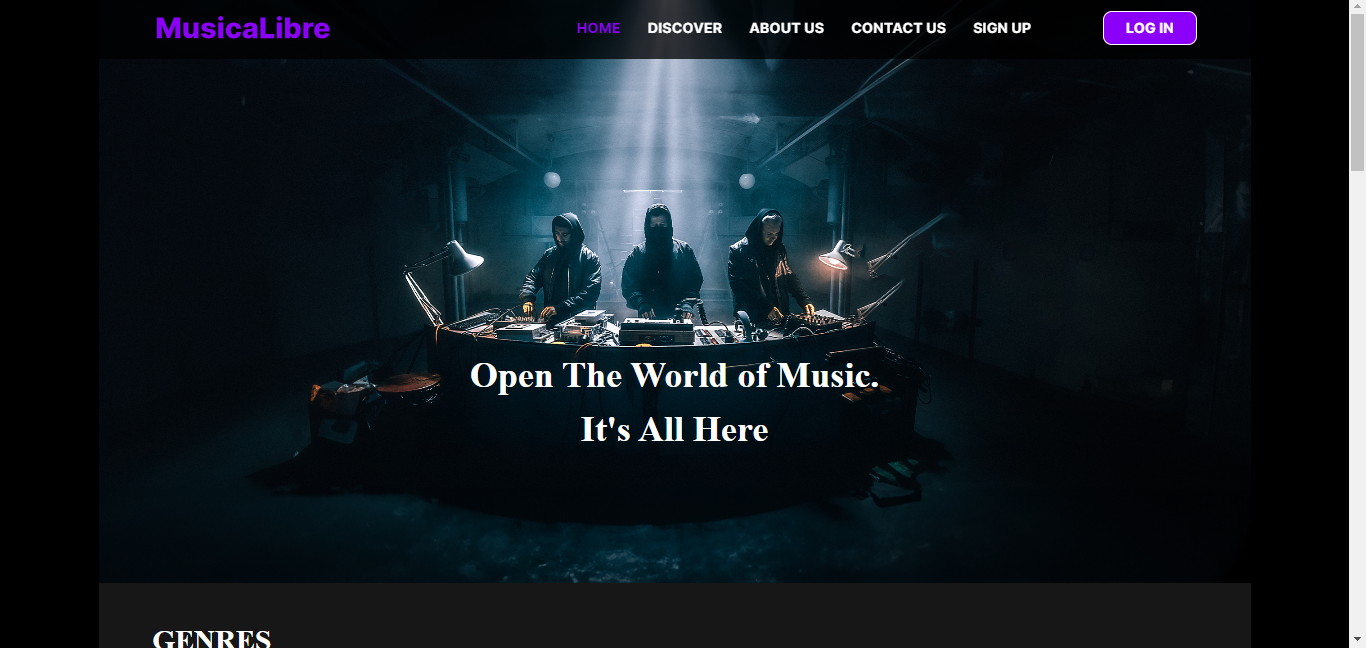 MusicaLibre
HOME DISCOVER ABOUT US CONTACT US SIGN UP LOG IN
Open The World of Music.
It's All Here
GENRES